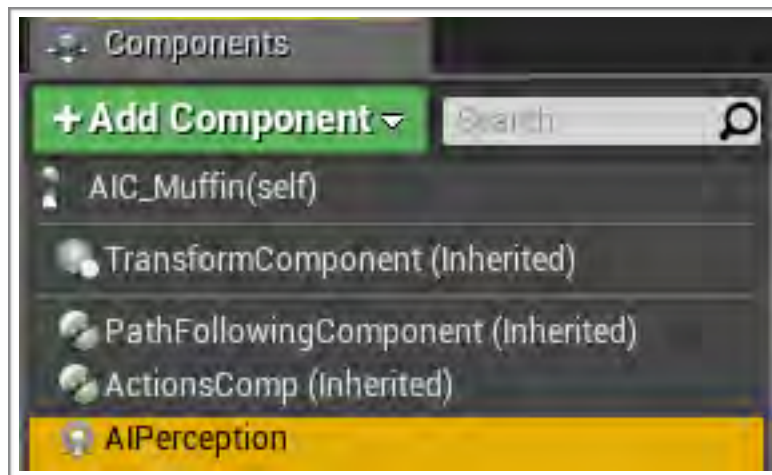 Components
+ Add Component
Search
AIC_Muffin(self)
TransformComponent (Inherited)
PathFollowingComponent (Inherited)
ActionsComp (Inherited)
AIPerception